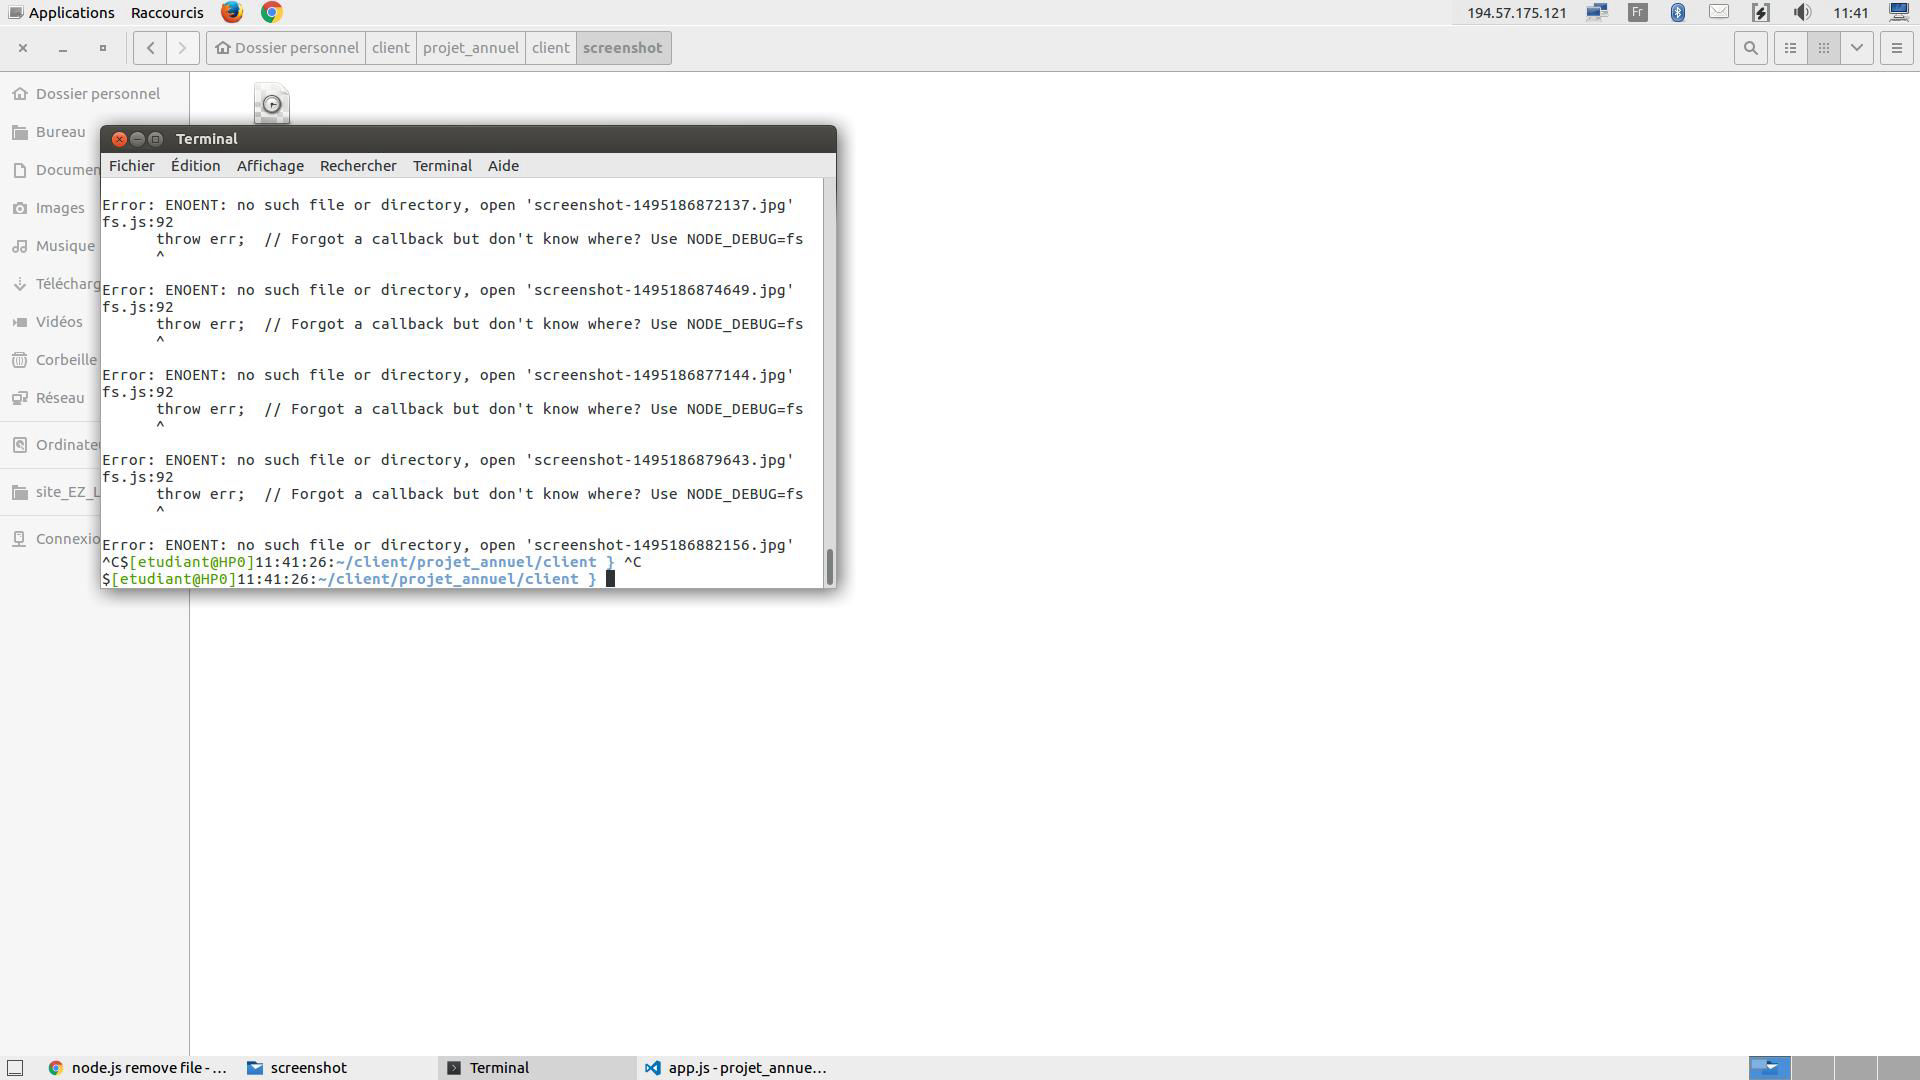 Applications Raccourcis 194.57.175.121 Fr 11:41
Dossier personnel client projet_annuel client screenshot
Dossier personnel
Bureau
Documen
Images
Musique
Télécharg
Vidéos
Corbeille
Réseau
Ordinate
site_EZ_L
Connexio
Terminal
Fichier Édition Affichage Rechercher Terminal Aide
Error: ENOENT: no such file or directory, open 'screenshot-1495186872137.jpg'
fs.js:92
throw err;  // Forgot a callback but don't know where? Use NODE_DEBUG=fs
^
Error: ENOENT: no such file or directory, open 'screenshot-1495186874649.jpg'
fs.js:92
throw err;  // Forgot a callback but don't know where? Use NODE_DEBUG=fs
^
Error: ENOENT: no such file or directory, open 'screenshot-1495186877144.jpg'
fs.js:92
throw err;  // Forgot a callback but don't know where? Use NODE_DEBUG=fs
^
Error: ENOENT: no such file or directory, open 'screenshot-1495186879643.jpg'
fs.js:92
throw err;  // Forgot a callback but don't know where? Use NODE_DEBUG=fs
^
Error: ENOENT: no such file or directory, open 'screenshot-1495186882156.jpg'
^C$[etudiant@HP0]11:41:26:~/client/projet_annuel/client } ^C
$[etudiant@HP0]11:41:26:~/client/projet_annuel/client }
node.js remove file - ... screenshot Terminal app.js - projet_annue...